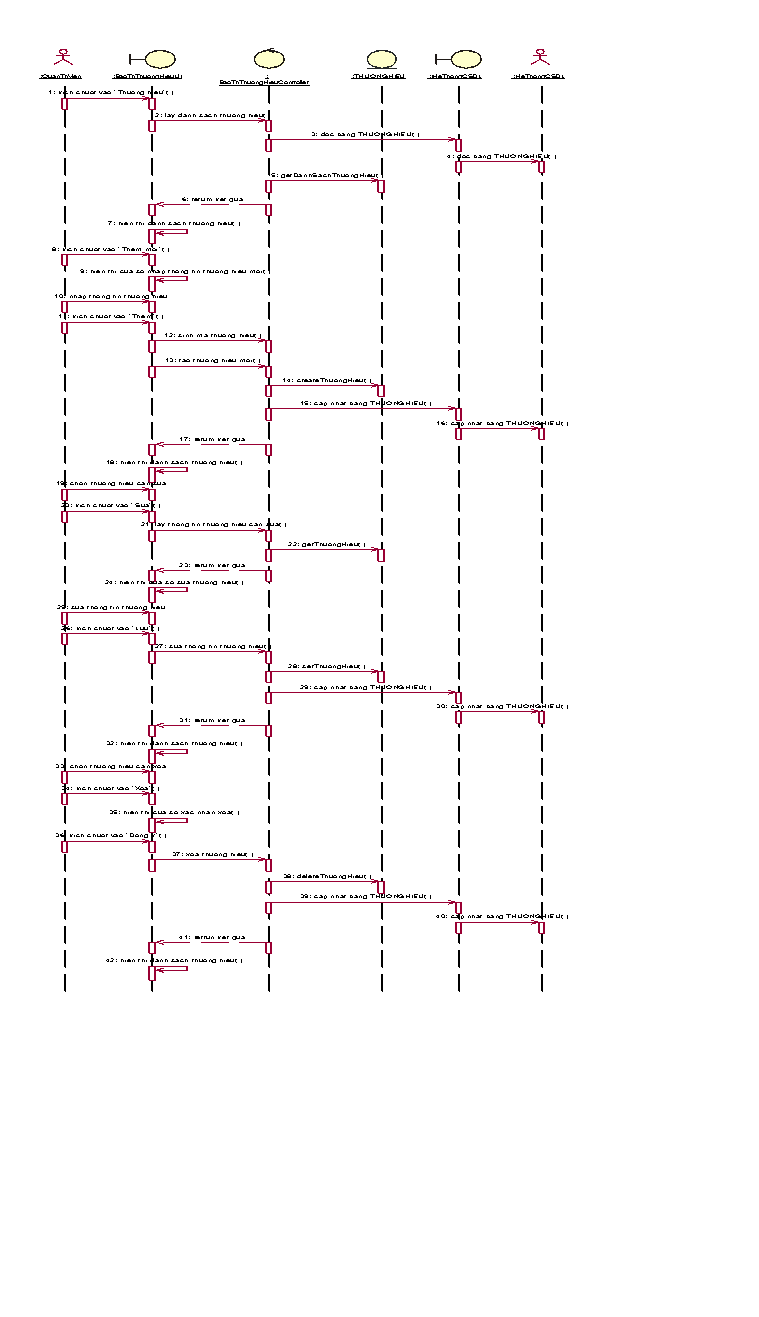 :QuanTriVien
:BaoTriThuongHieuUI
:
BaoTriThuongHieuController
:THUONGHIEU
:HeThongCSDL
:HeThongCSDL
1: kich chuot vao "Thuong hieu"( )
2: lay danh sach thuong hieu( )
3: doc bang THUONGHIEU( )
4: doc bang THUONGHIEU( )
5: getDanhSachThuongHieu( )
6: return ket qua
7: hien thi danh sach thuong hieu( )
8: kich chuot vao "Them moi"( )
9: hien thi cua so nhap thong tin thuong hieu moi( )
10: nhap thong tin thuong hieu
11: kich chuot vao "Them"( )
12: sinh ma thuong hieu( )
13: tao thuong hieu moi( )
14: createThuongHieu( )
15: cap nhat bang THUONGHIEU( )
16: cap nhat bang THUONGHIEU( )
17: return ket qua
18: hien thi danh sach thuong hieu( )
19: chon thuong hieu can sua
20: kich chuot vao "Sua"( )
21: lay thong tin thuong hieu can sua( )
22: getThuongHieu( )
23: return ket qua
24: hien thi cua so sua thuong hieu( )
25: sua thong tin thuong hieu
26: kich chuot vao "Luu"( )
27: sua thong tin thuong hieu( )
28: setThuongHieu( )
29: cap nhat bang THUONGHIEU( )
30: cap nhat bang THUONGHIEU( )
31: return ket qua
32: hien thi danh sach thuong hieu( )
33: chon thuong hieu can xoa
34: kich chuot vao "Xoa"( )
35: hien thi cua so xac nhan xoa( )
36: kich chuot vao "Dong y"( )
37: xoa thuong hieu( )
38: deleteThuongHieu( )
39: cap nhat bang THUONGHIEU( )
40: cap nhat bang THUONGHIEU( )
41: return ket qua
42: hien thi danh sach thuong hieu( )